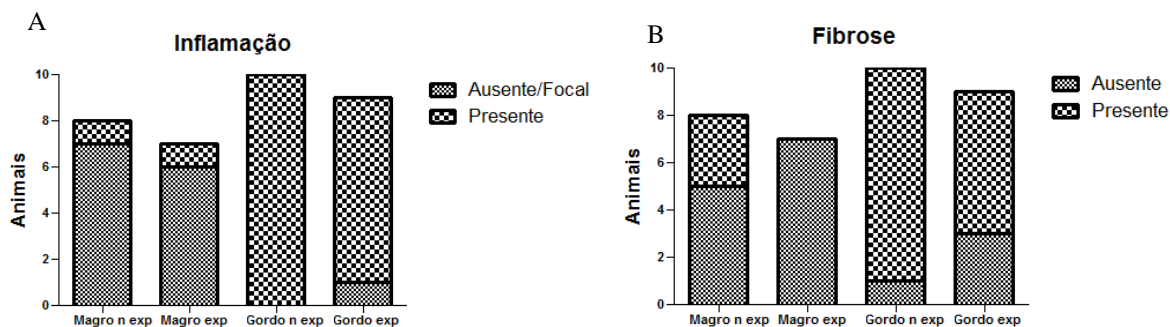 A
Inflamação
10
8
6
4
2
0
Animais
Magro n exp
Magro exp
Gordo n exp
Gordo exp
Ausente/Focal
Presente
B
Fibrose
10
8
6
4
2
0
Animais
Magro n exp
Magro exp
Gordo n exp
Gordo exp
Ausente
Presente